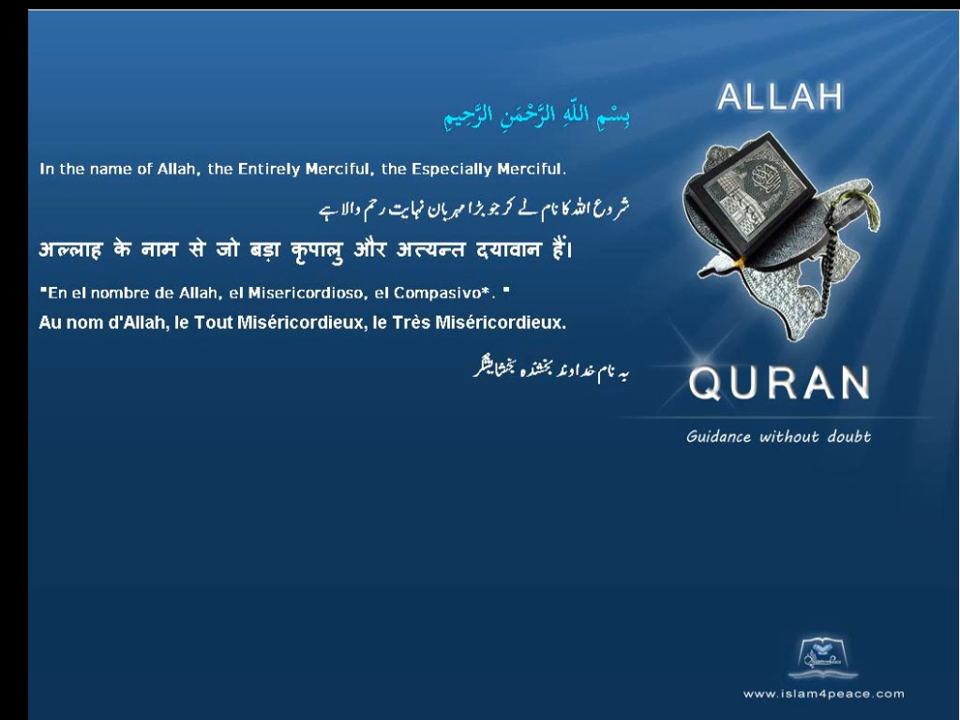 بِسْمِ اللَّهِ الرَّحْمَنِ الرَّحِيمِ
In the name of Allah, the Entirely Merciful, the Especially Merciful.
شروع الله کا نام لے کر جو بڑا مہربان نہایت رحم والا ہے
अल्लाह के नाम से जो बड़ा कृपालु और अत्यन्त दयावान हैं।
"En el nombre de Allah, el Misericordioso, el Compasivo*. "
Au nom d'Allah, le Tout Miséricordieux, le Très Miséricordieux.
به نام خداوند بخشنده بخشایشگر
ALLAH
QURAN
Guidance without doubt
www.islam4peace.com